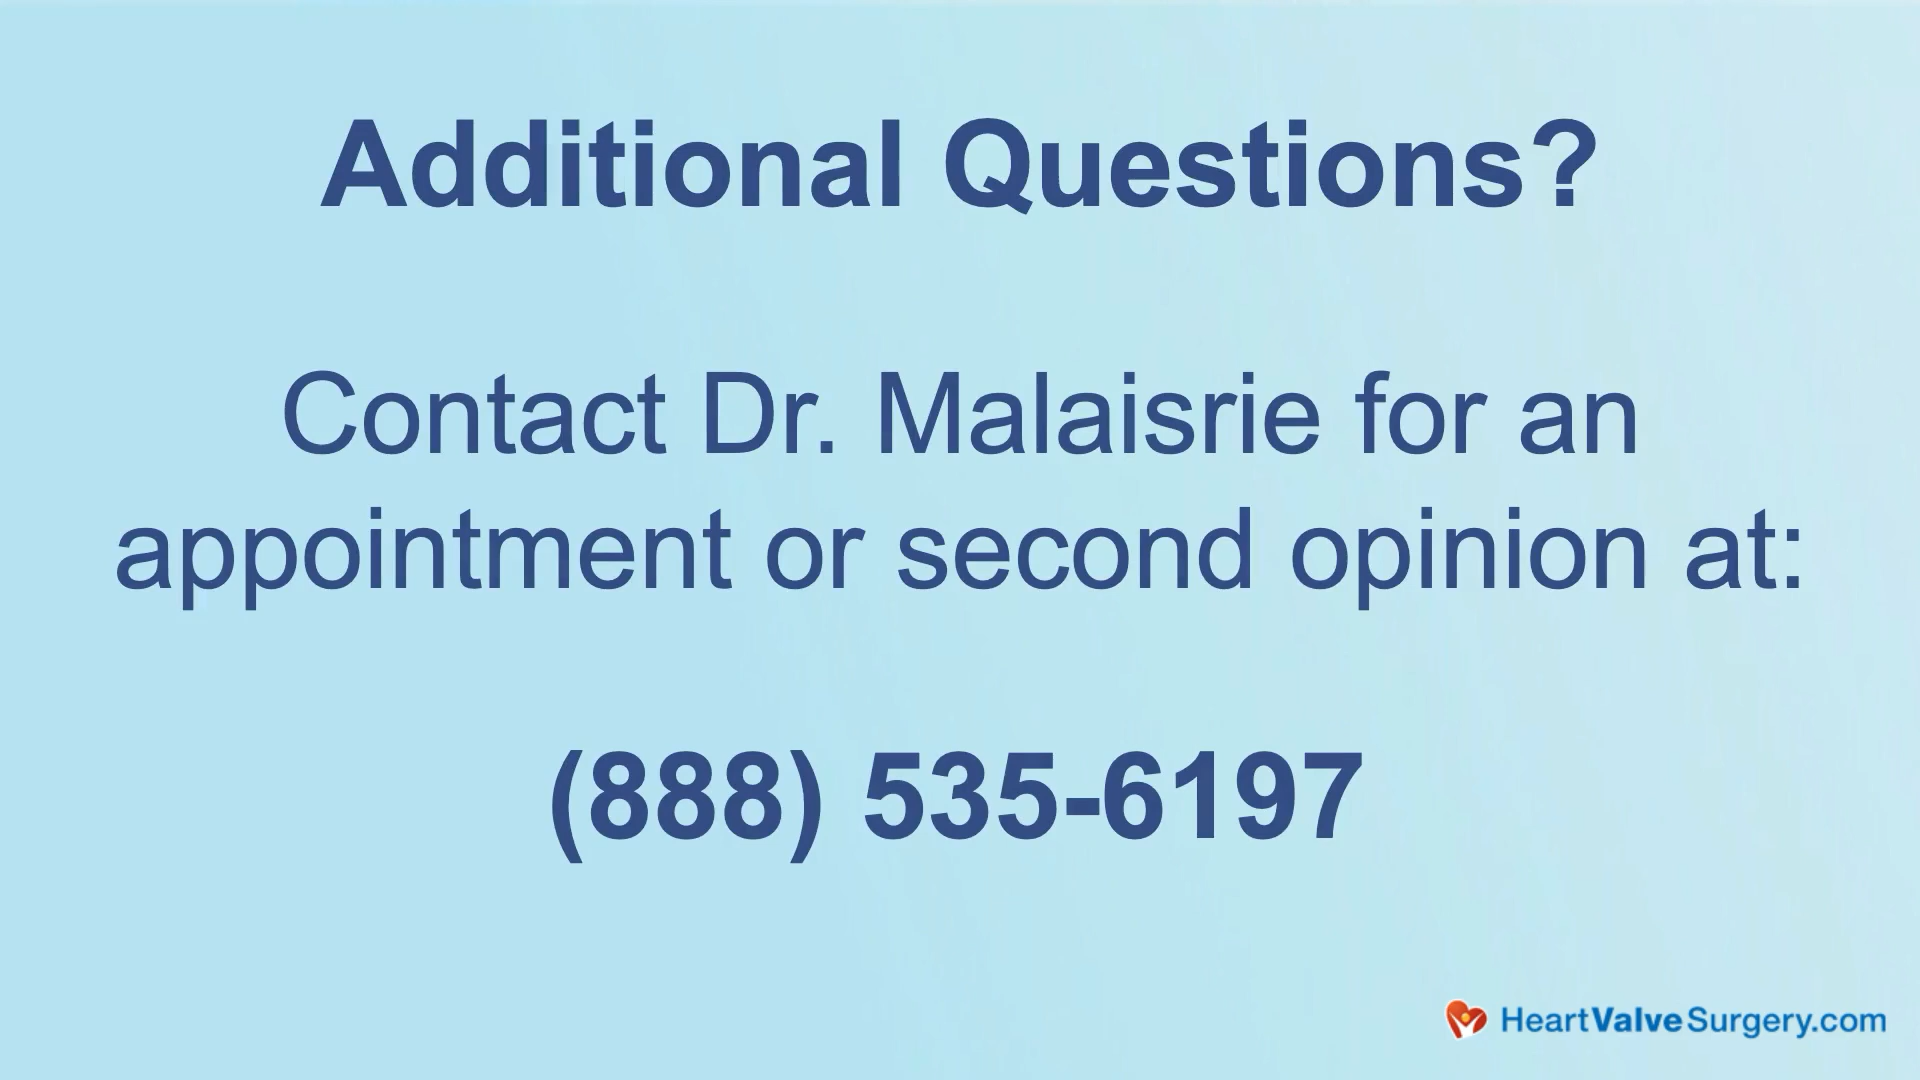 Additional Questions?
Contact Dr. Malaisrie for an
appointment or second opinion at:
(888) 535-6197
HeartValveSurgery.com